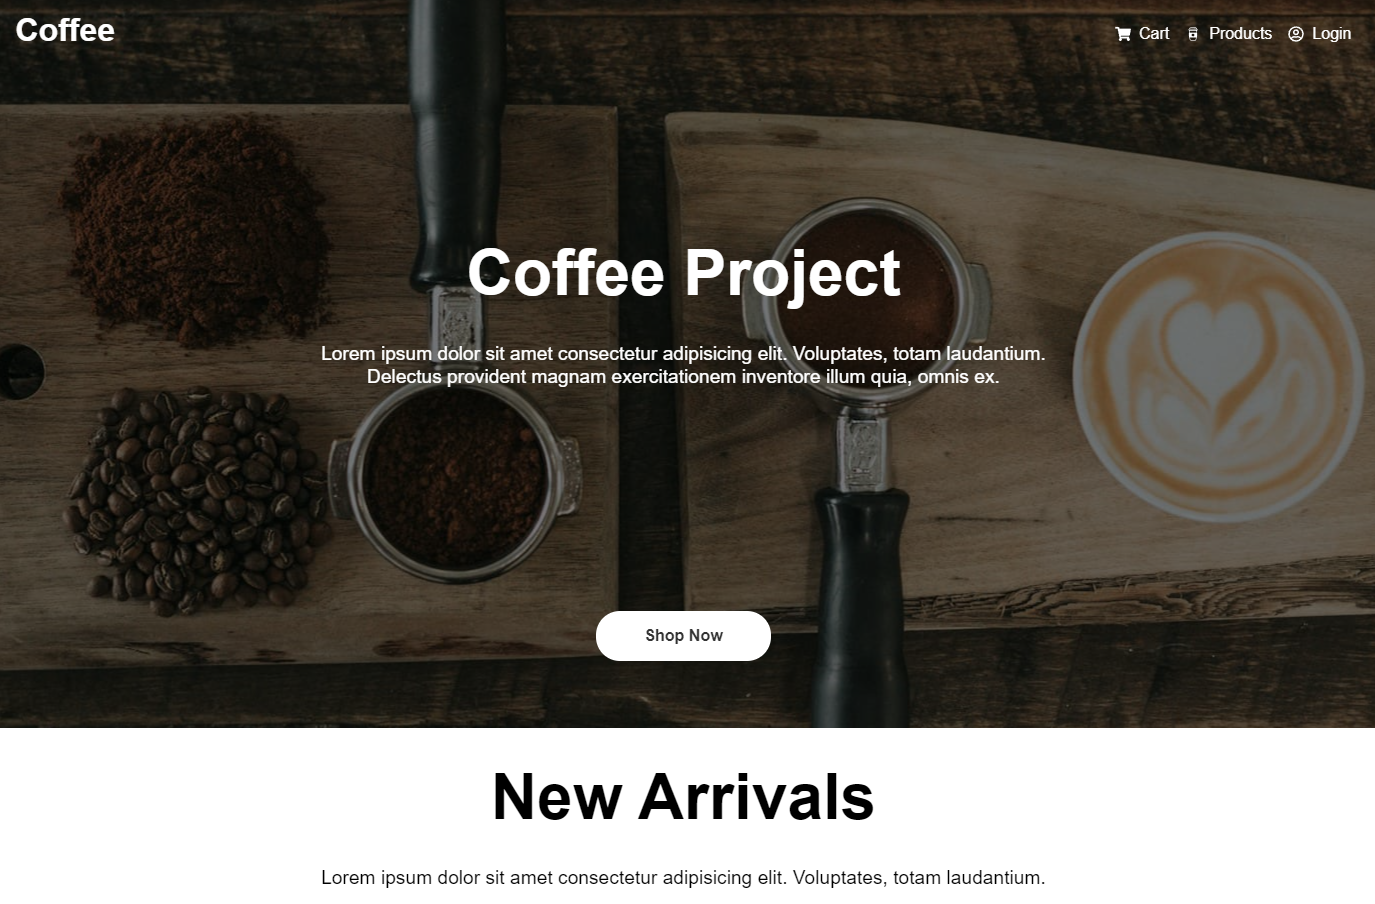 Coffee
Cart
Products
Login
Coffee Project
Lorem ipsum dolor sit amet consectetur adipisicing elit. Voluptates, totam laudantium.
Delectus provident magnam exercitationem inventore illum quia, omnis ex.
Shop Now
New Arrivals
Lorem ipsum dolor sit amet consectetur adipisicing elit. Voluptates, totam laudantium.